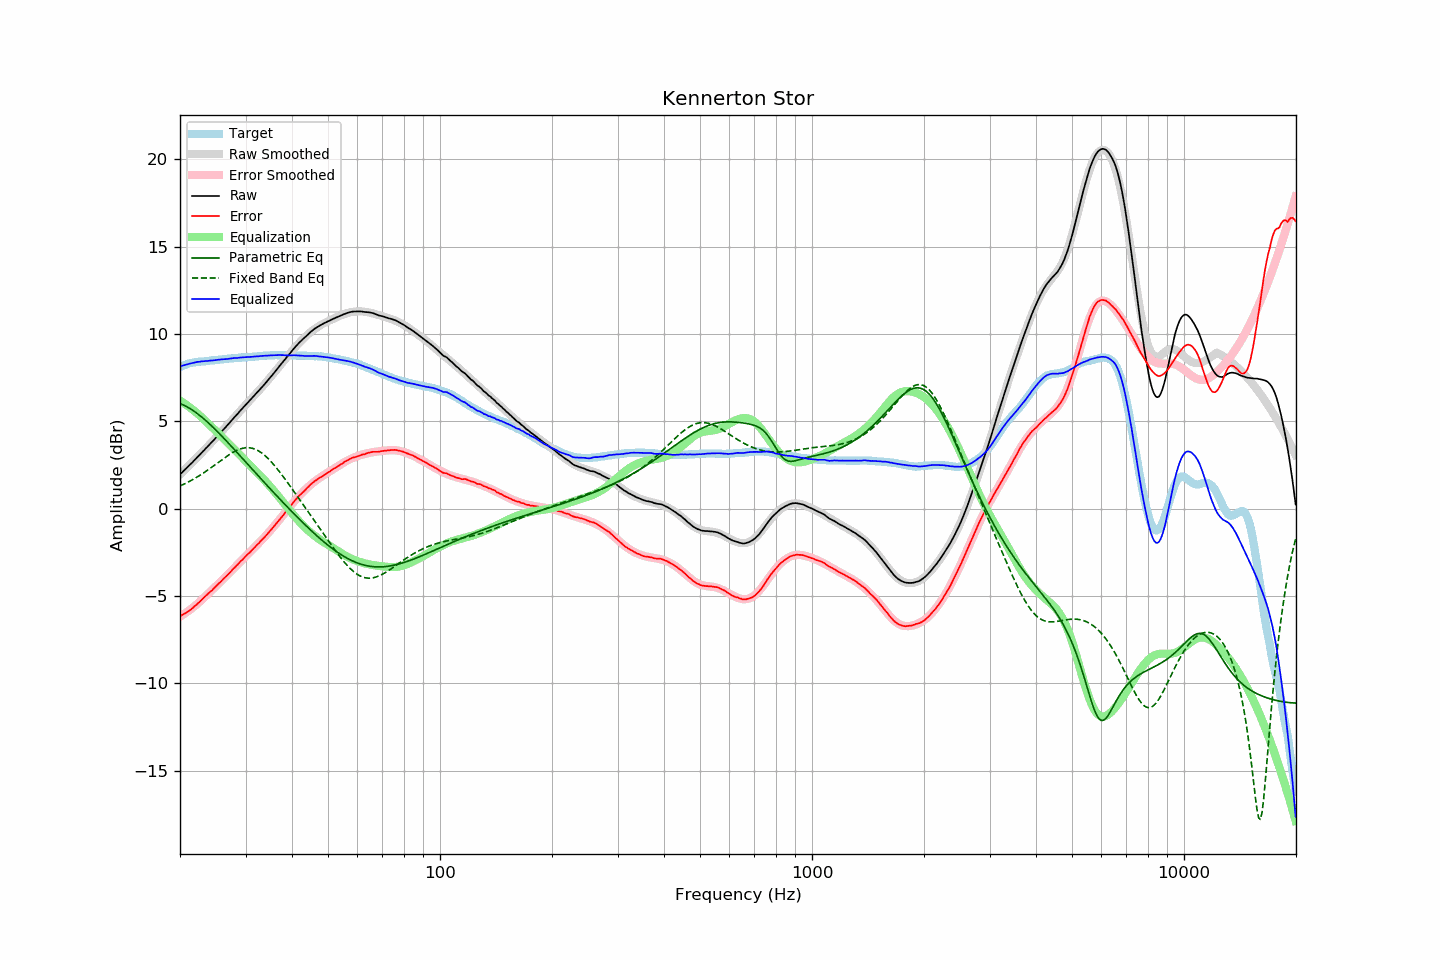 Kennerton Stor
Target
Raw Smoothed
Error Smoothed
Raw
Error
Equalization
Parametric Eq
Fixed Band Eq
Equalized
20
15
10
5
0
−5
−10
−15
Amplitude (dBr)
100
1000
10000
Frequency (Hz)